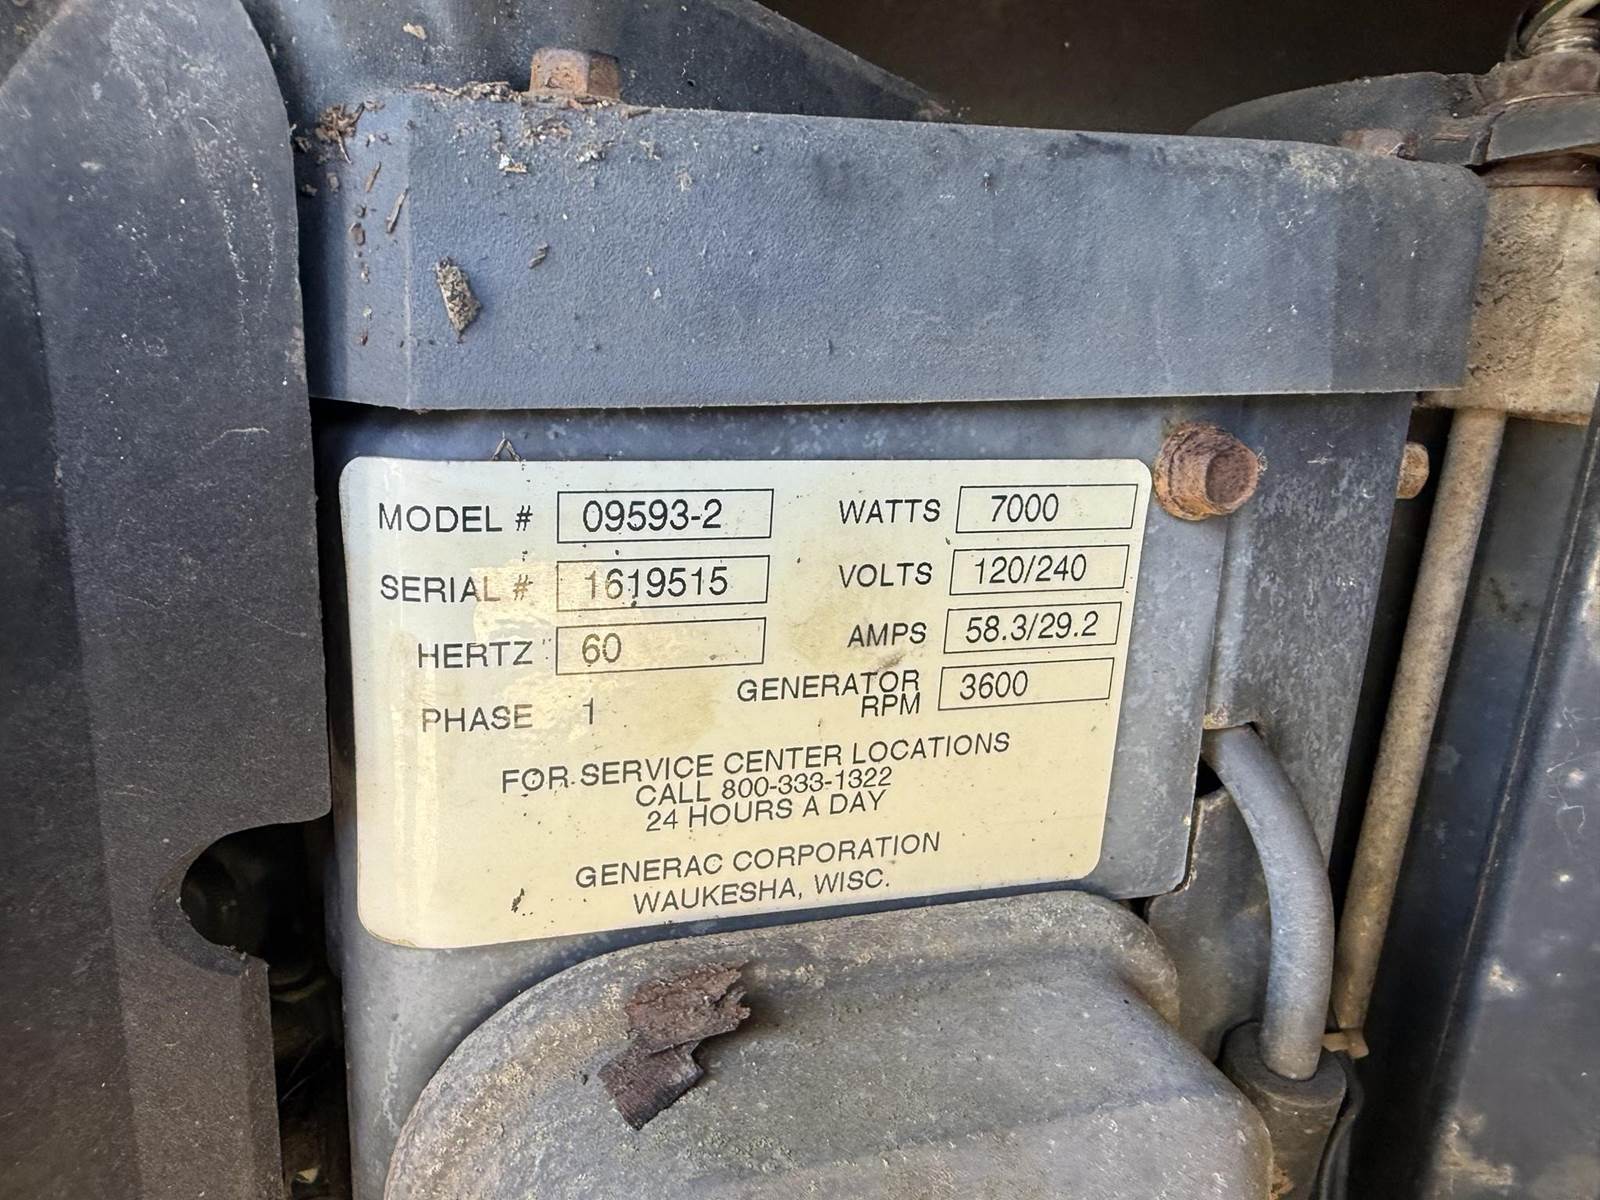 MODEL # 09593-2 WATTS 7000
SERIAL # 1619515 VOLTS 120/240
HERTZ 60 AMPS 58.3/29.2
PHASE 1 GENERATOR RPM 3600
FOR SERVICE CENTER LOCATIONS
CALL 800-333-1322
24 HOURS A DAY
GENERAC CORPORATION
WAUKESHA, WISC.